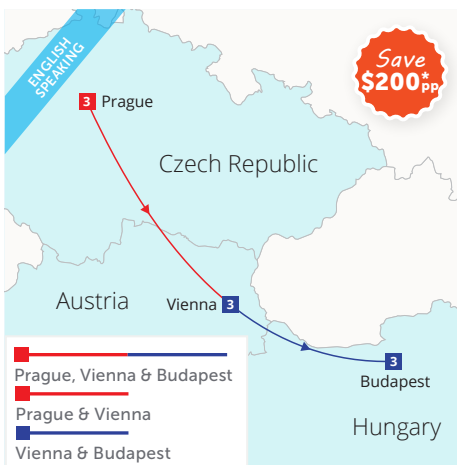 ENGLISH
SPEAKING
Save
$200*pp
3 Prague
Czech Republic
Austria
Vienna 3
3
Budapest
Hungary
Prague, Vienna & Budapest
Prague & Vienna
Vienna & Budapest